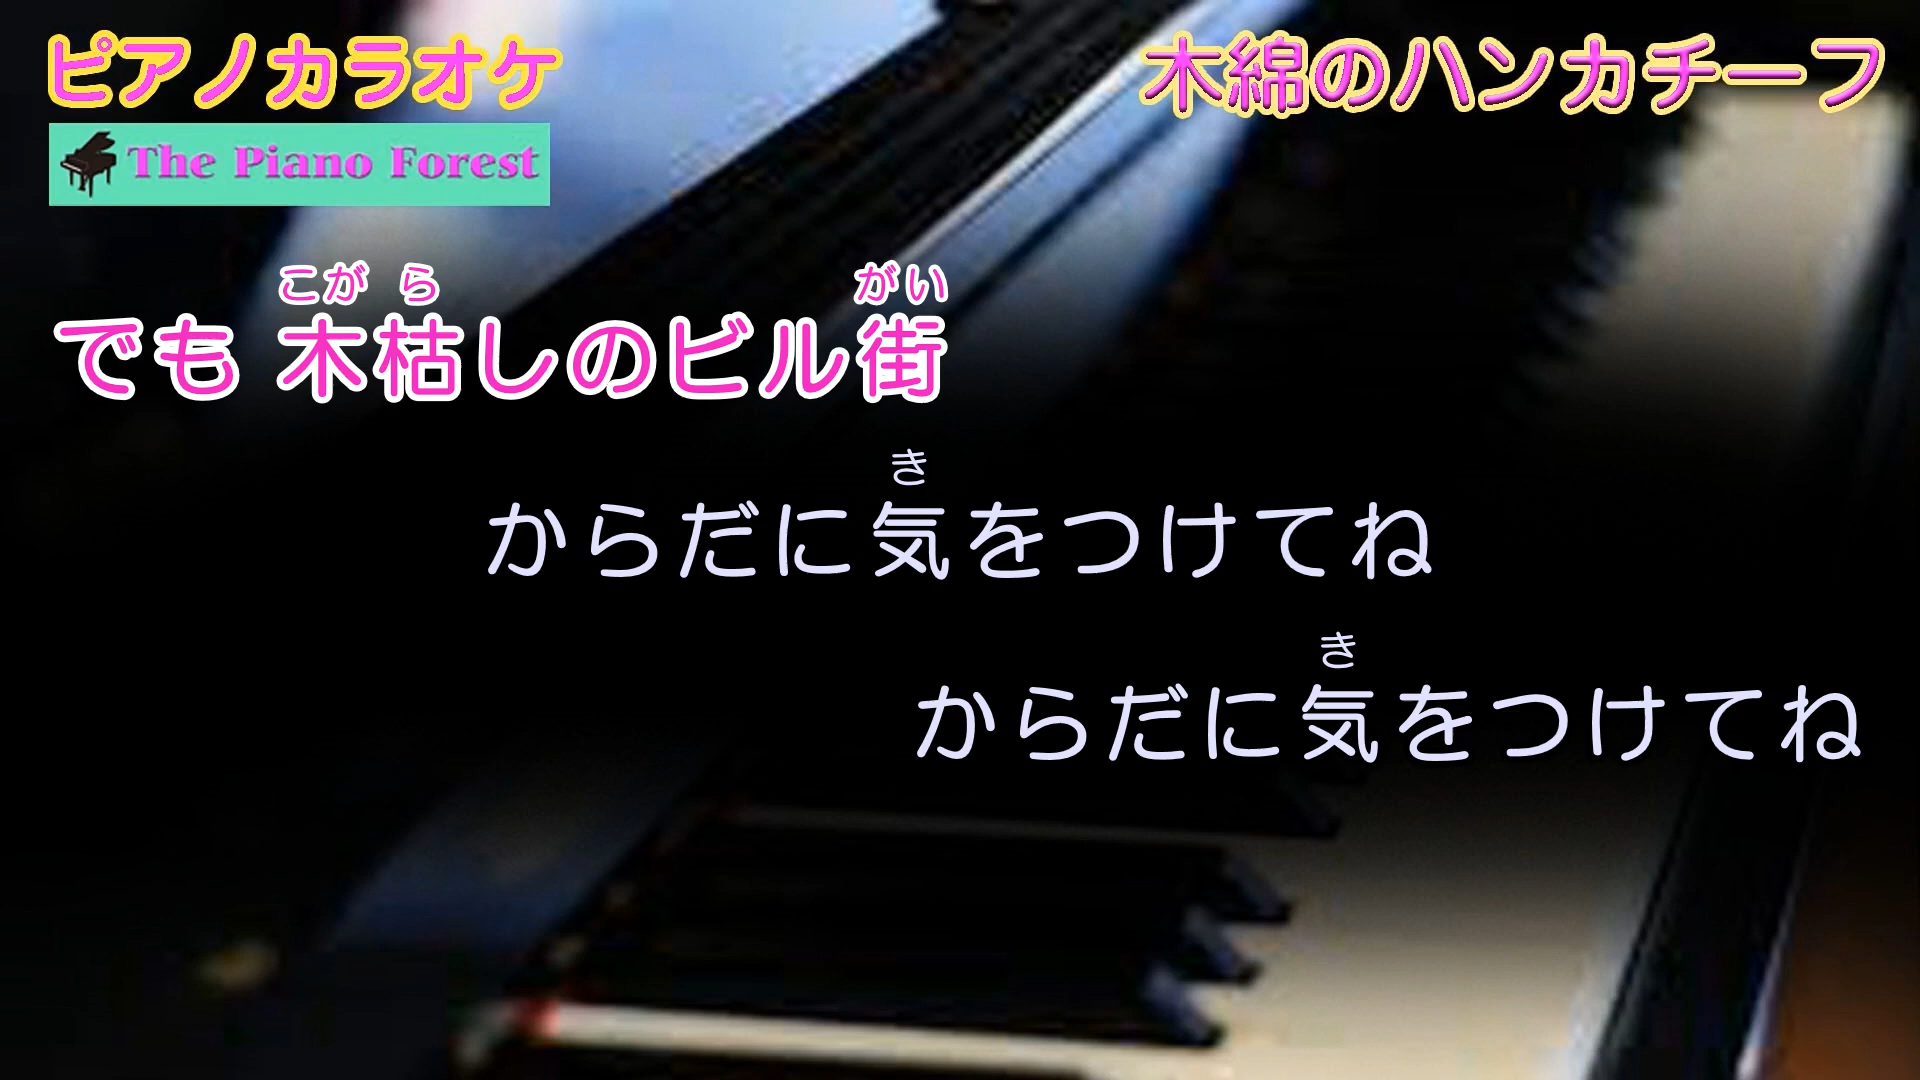 ピアノカラオケ
木綿のハンカチーフ
The Piano Forest
こがら がい
でも 木枯しのビル街
き
からだに気をつけてね
き
からだに気をつけてね